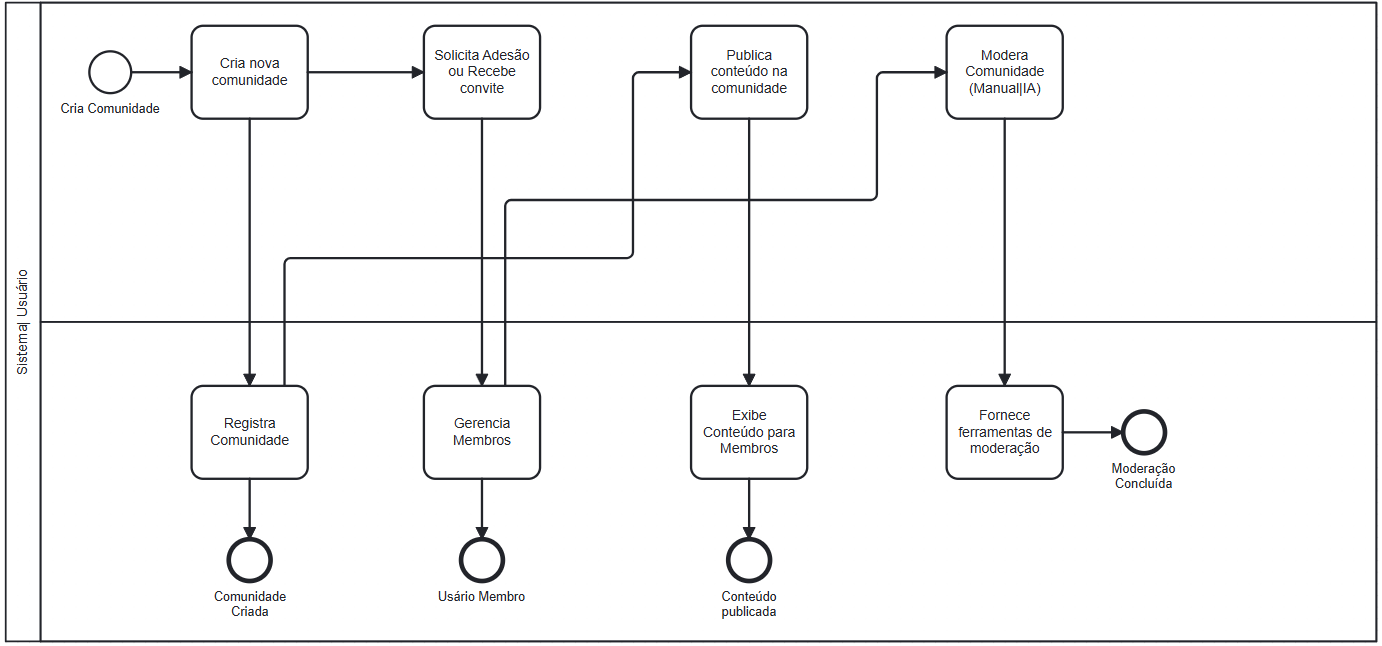 Sistema| Usuário
Cria Comunidade
Cria nova
comunidade
Solicita Adesão
ou Recebe
convite
Publica
conteúdo na
comunidade
Modera
Comunidade
(Manual|IA)
Registra
Comunidade
Gerencia
Membros
Exibe
Conteúdo para
Membros
Fornece
ferramentas de
moderação
Moderação
Concluída
Comunidade
Criada
Usário Membro
Conteúdo
publicada